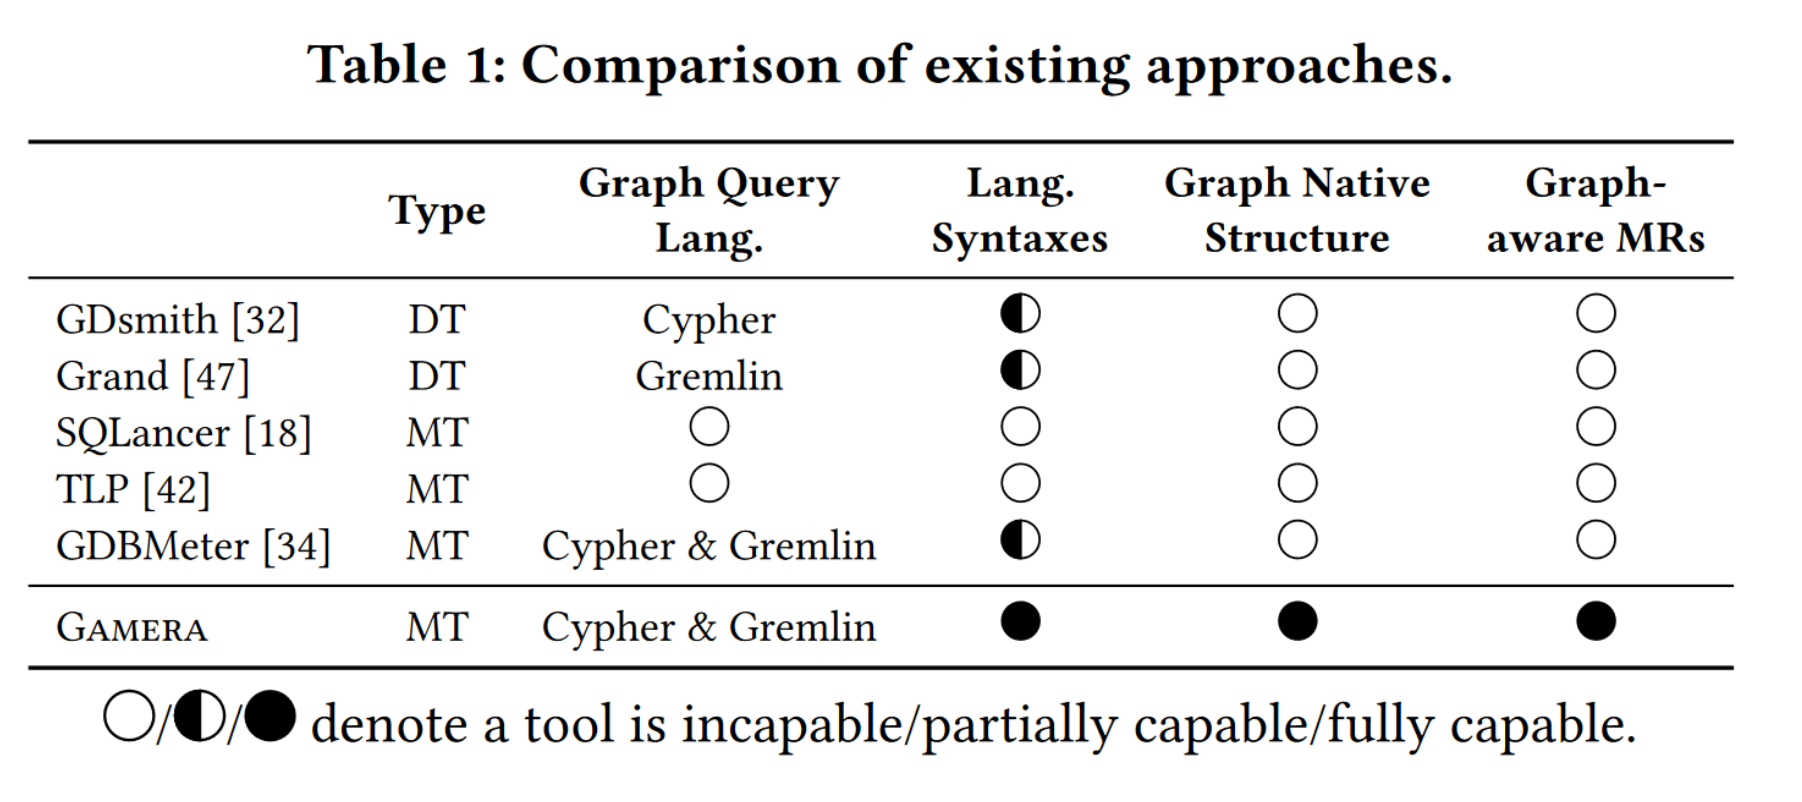 Table 1: Comparison of existing approaches.
Type Graph Query Lang. Lang. Syntaxes Graph Native Structure Graph-aware MRs
GDsmith [32] DT Cypher ◐ ○ ○
Grand [47] DT Gremlin ◐ ○ ○
SQLancer [18] MT ○ ○ ○ ○
TLP [42] MT ○ ○ ○ ○
GDBMeter [34] MT Cypher & Gremlin ◐ ○ ○
GAMERA MT Cypher & Gremlin ● ● ●
○/◐/● denote a tool is incapable/partially capable/fully capable.